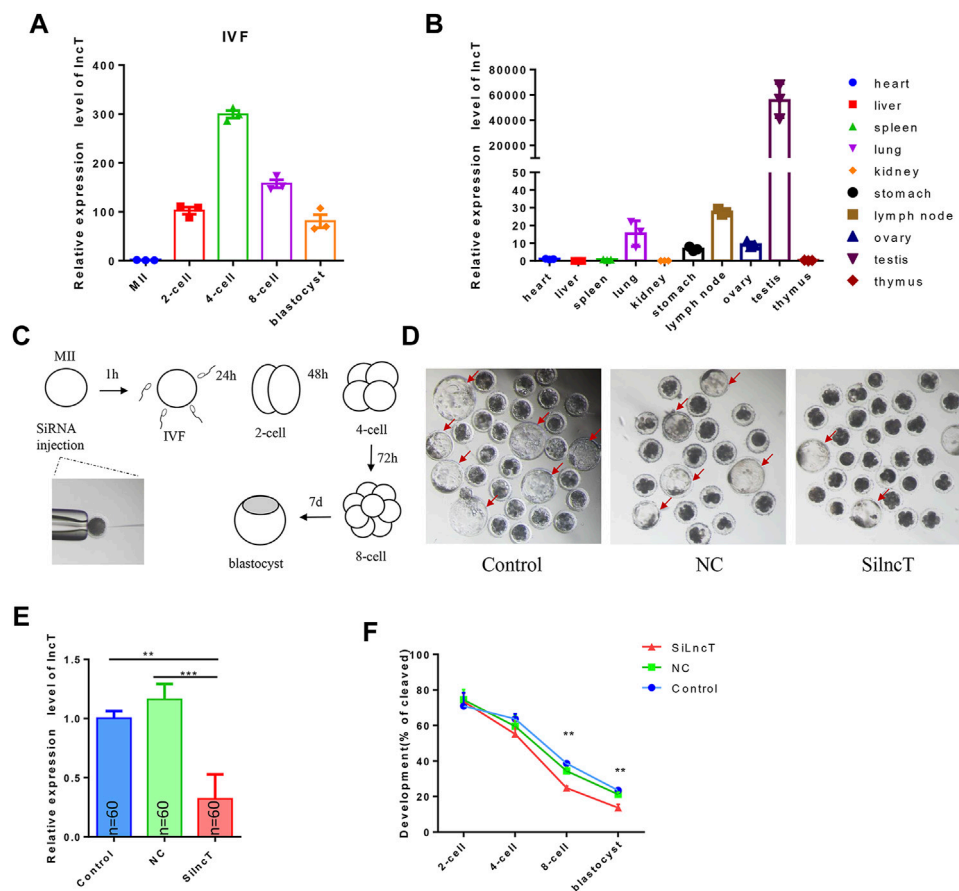 A
IVF
Relative expression level of lncT
400
300
200
100
0
MII
2-cell
4-cell
8-cell
blastocyst
B
Relative expression level of lncT
80000
60000
40000
20000
50
40
30
20
10
0
heart
liver
spleen
lung
kidney
stomach
lymph node
ovary
testis
thymus
heart
liver
spleen
lung
kidney
stomach
lymph node
ovary
testis
thymus
C
MII
1h
24h
48h
SiRNA
injection
IVF
2-cell
4-cell
72h
7d
blastocyst
8-cell
D
Control
NC
SilncT
E
Relative expression level of lncT
1.5
1.0
0.5
0.0
**
***
n=60
n=60
n=60
Control
NC
SilncT
F
Development(% of cleaved)
100
80
60
40
20
0
**
**
2-cell
4-cell
8-cell
blastocyst
SiLncT
NC
Control